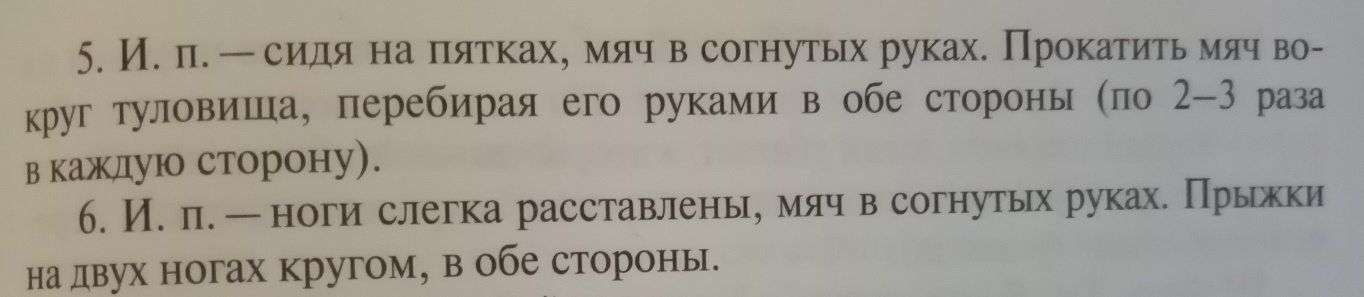 5. И. п. — сидя на пятках, мяч в согнутых руках. Прокатить мяч во-
круг туловища, перебирая его руками в обе стороны (по 2–3 раза
в каждую сторону).
6. И. п. — ноги слегка расставлены, мяч в согнутых руках. Прыжки
на двух ногах кругом, в обе стороны.